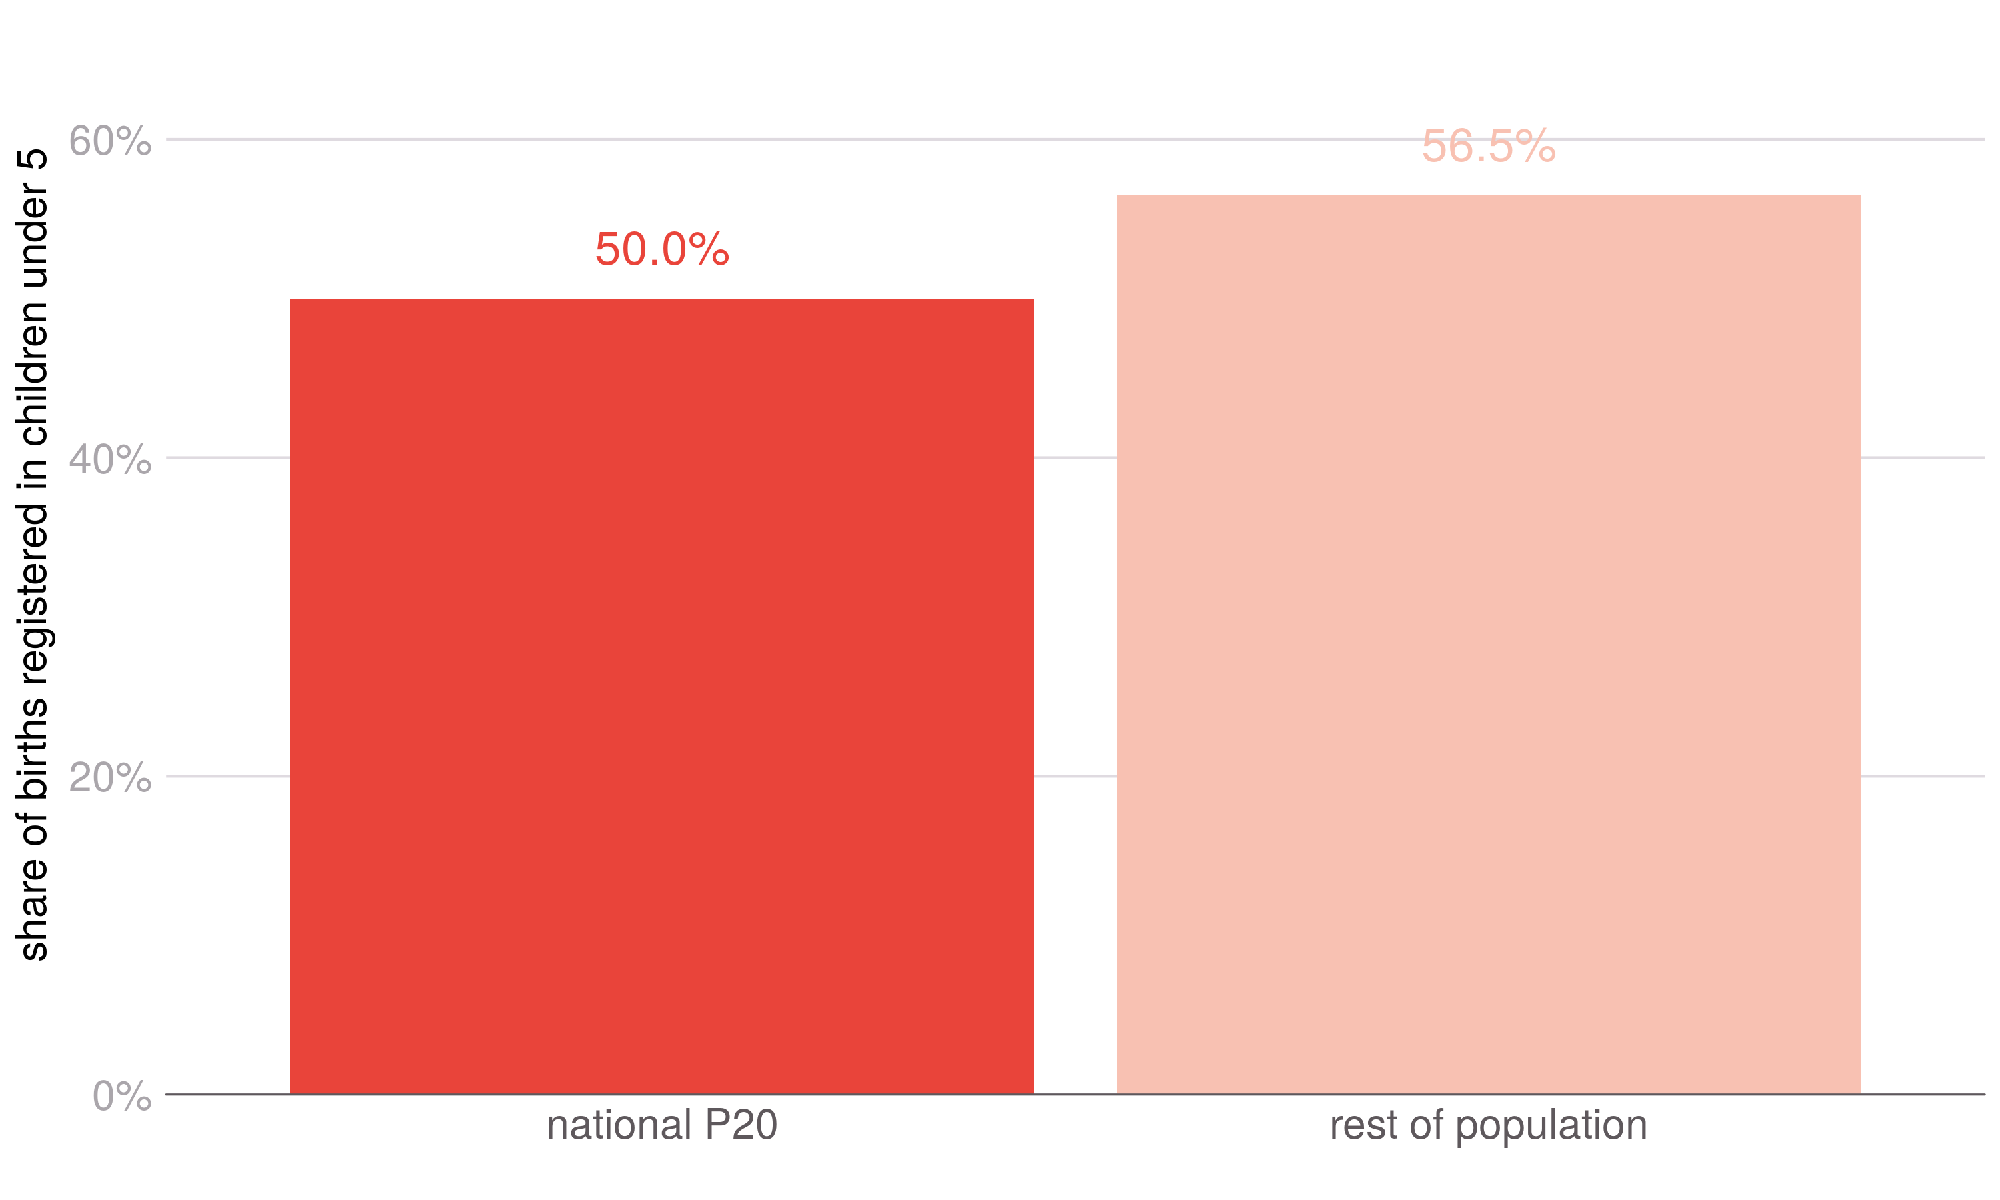 share of births registered in children under 5
60%
40%
20%
0%
50.0%
56.5%
national P20
rest of population